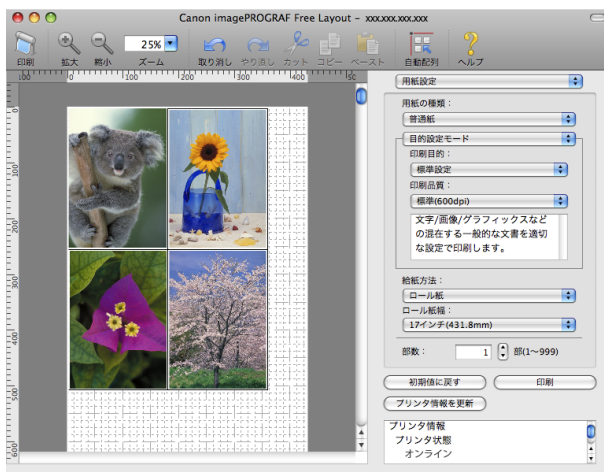 Canon imagePROGRAF Free Layout – xxx.xxx.xxx.xxx
25%
印刷 拡大 縮小 ズーム 取り消し やり直し カット コピー ペースト 自動配列 ヘルプ
100 0 100 200 300 400 50
0
100
200
300
400
500
600
用紙設定
用紙の種類：
普通紙
目的設定モード
印刷目的：
標準設定
印刷品質：
標準(600dpi)
文字/画像/グラフィックスなど
の混在する一般的な文書を適切
な設定で印刷します。
給紙方法：
ロール紙
ロール紙幅：
17インチ(431.8mm)
部数： 1 部(1〜999)
初期値に戻す 印刷
プリンタ情報を更新
プリンタ情報
プリンタ状態
オンライン